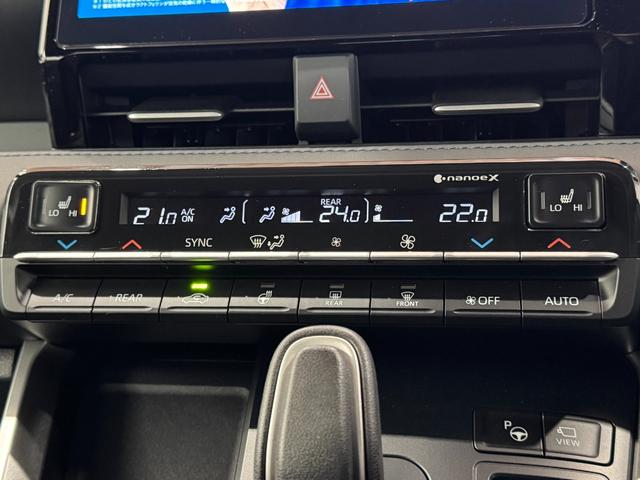 nanoeX
LO HI
21.0 A/C ON
REAR 24.0
22.0
LO HI
SYNC
A/C
REAR
REAR
FRONT
OFF
AUTO
P
VIEW